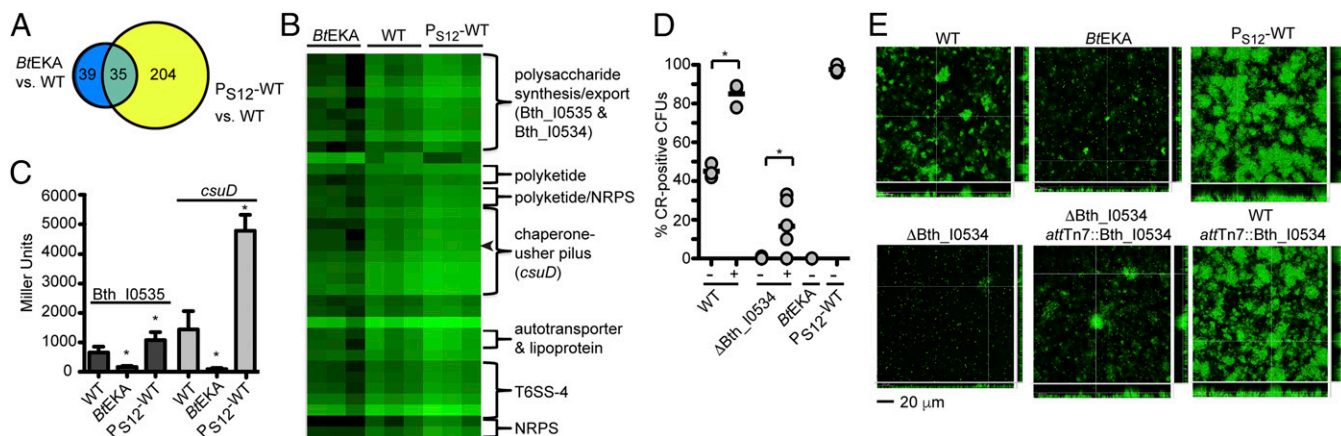 A
BtEKA
vs. WT
39
35
204
PS12-WT
vs. WT
B
BtEKA
WT
PS12-WT
polysaccharide
synthesis/export
(Bth_I0535 &
Bth_I0534)
polyketide
polyketide/NRPS
chaperone-
usher pilus
(csuD)
autotransporter
& lipoprotein
T6SS-4
NRPS
C
Miller Units
6000
5000
4000
3000
2000
1000
0
Bth_I0535
csuD
*
*
*
*
WT
BtEKA
PS12-WT
WT
BtEKA
PS12-WT
D
% CR-positive CFUs
100
80
60
40
20
0
*
*
- + - + - -
WT
ΔBth_I0534
BtEKA
PS12-WT
E
WT
BtEKA
PS12-WT
ΔBth_I0534
ΔBth_I0534
attTn7::Bth_I0534
WT
attTn7::Bth_I0534
20 μm